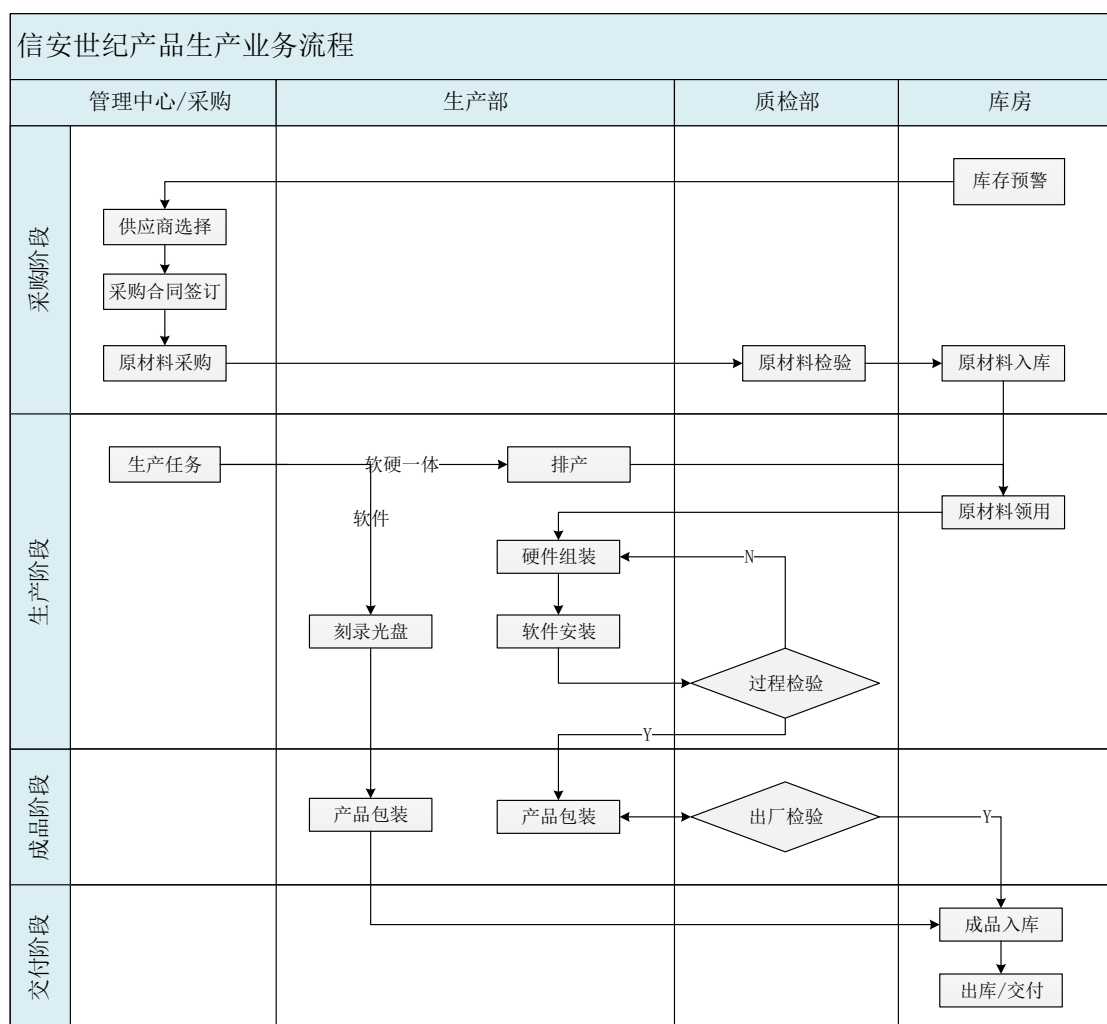 信安世纪产品生产业务流程
管理中心/采购
生产部
质检部
库房
采购阶段
库存预警
供应商选择
采购合同签订
原材料采购
原材料检验
原材料入库
生产阶段
生产任务
软硬一体
排产
软件
原材料领用
硬件组装
N
刻录光盘
软件安装
过程检验
Y
成品阶段
产品包装
产品包装
出厂检验
Y
交付阶段
成品入库
出库/交付